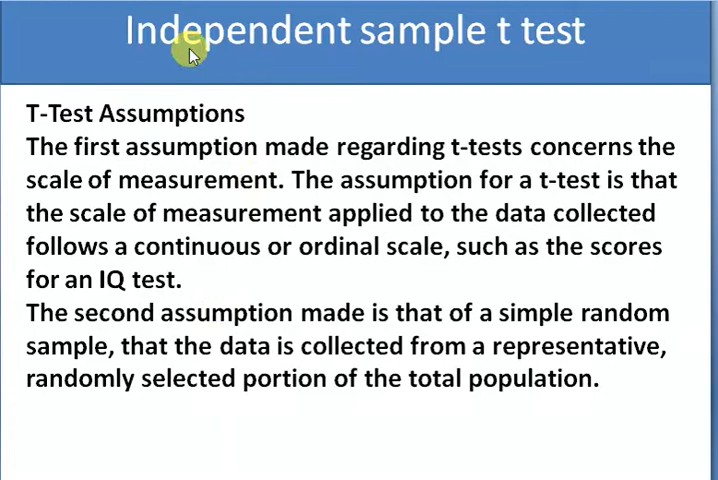 Independent sample t test
T-Test Assumptions
The first assumption made regarding t-tests concerns the
scale of measurement. The assumption for a t-test is that
the scale of measurement applied to the data collected
follows a continuous or ordinal scale, such as the scores
for an IQ test.
The second assumption made is that of a simple random
sample, that the data is collected from a representative,
randomly selected portion of the total population.